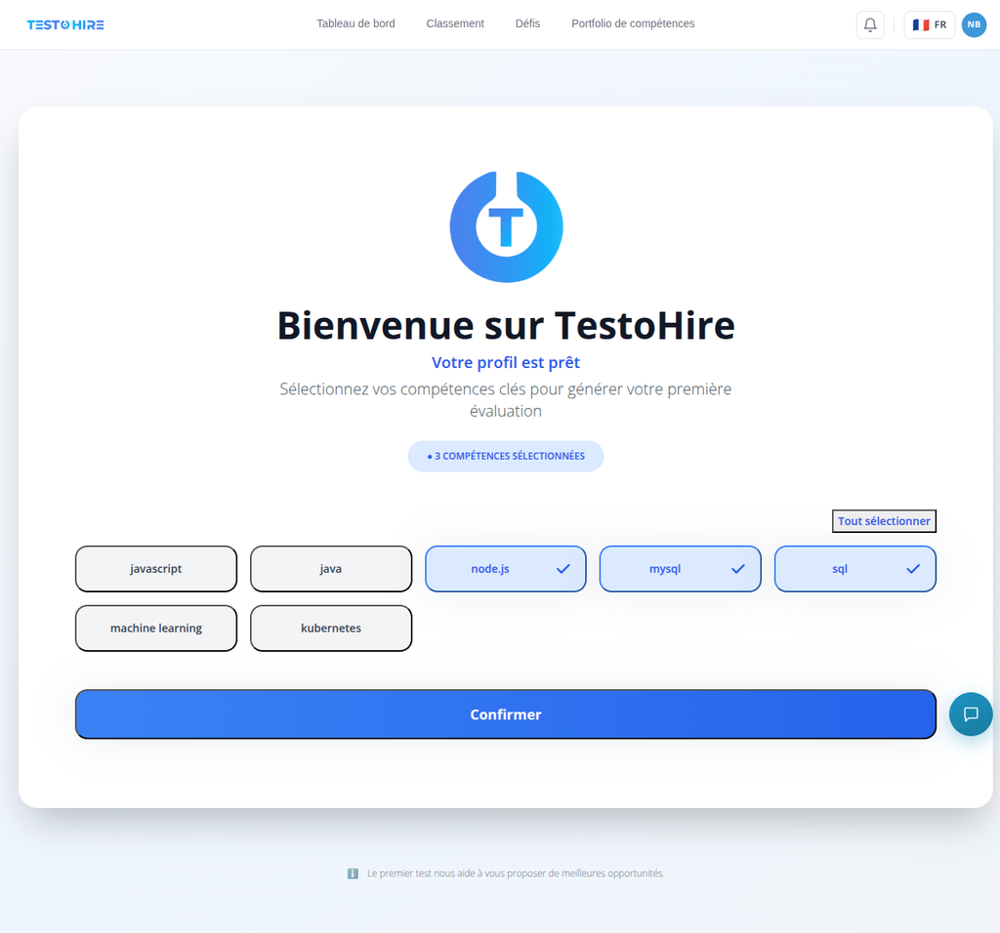 TESTOHIRE
Tableau de bord
Classement
Défis
Portfolio de compétences
FR
NB
T
Bienvenue sur TestoHire
Votre profil est prêt
Sélectionnez vos compétences clés pour générer votre première
évaluation
● 3 COMPÉTENCES SÉLECTIONNÉES
Tout sélectionner
javascript
java
node.js
mysql
sql
machine learning
kubernetes
Confirmer
Le premier test nous aide à vous proposer de meilleures opportunités.